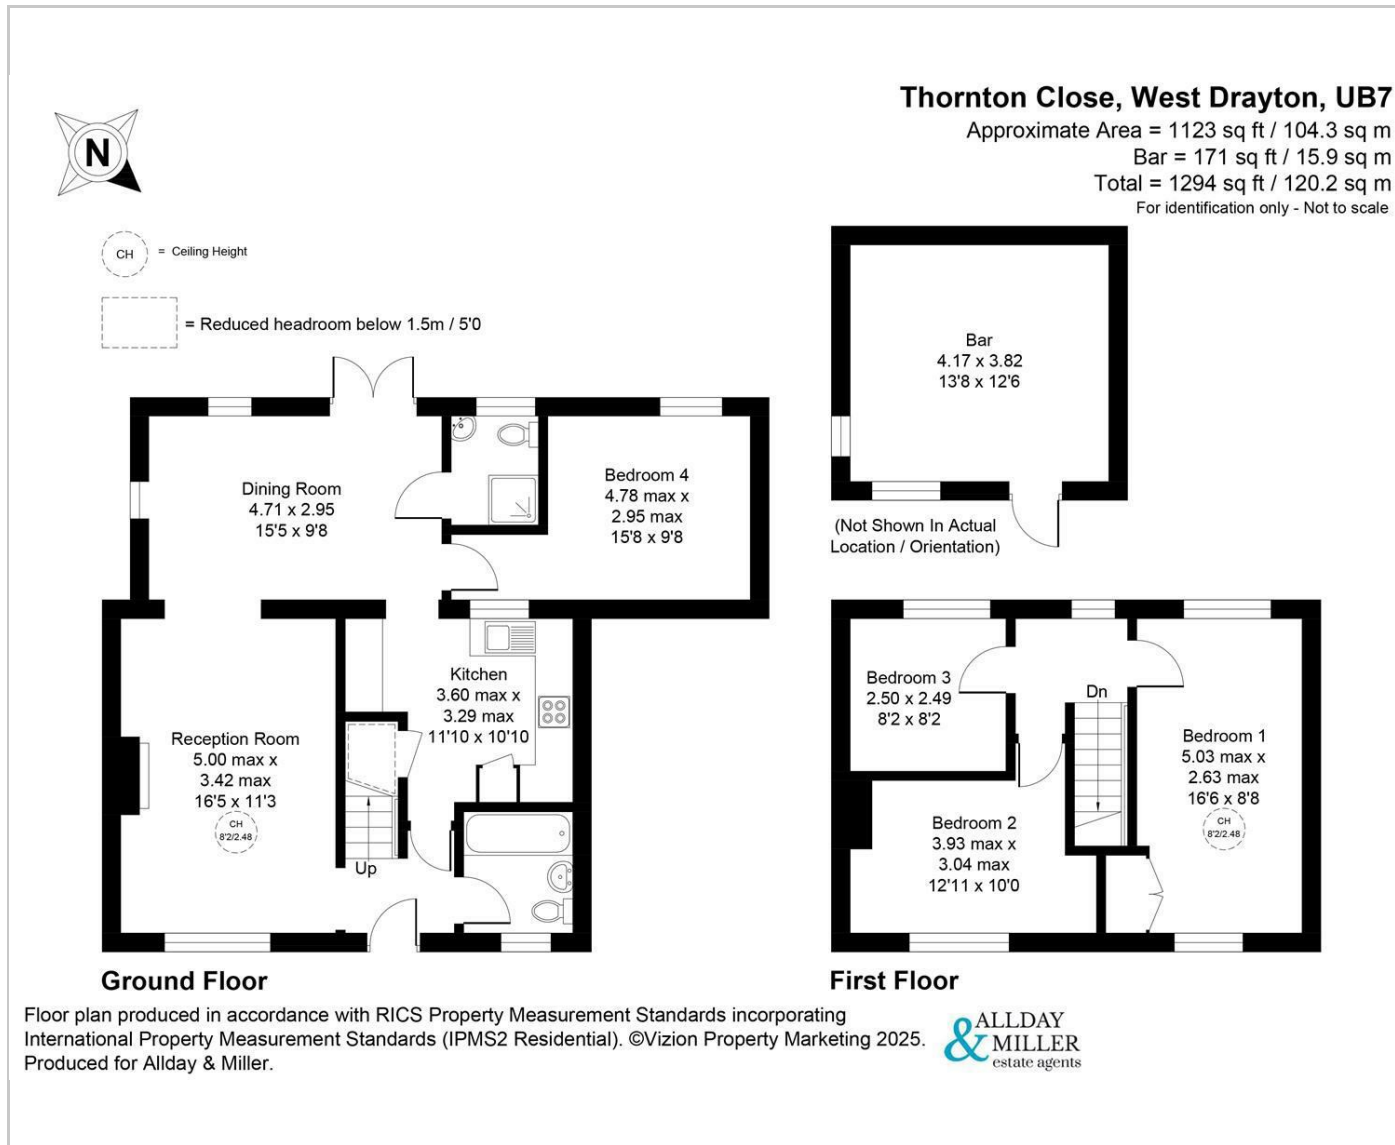 Thornton Close, West Drayton, UB7
Approximate Area = 1123 sq ft / 104.3 sq m
Bar = 171 sq ft / 15.9 sq m
Total = 1294 sq ft / 120.2 sq m
For identification only - Not to scale
N
CH
= Ceiling Height
= Reduced headroom below 1.5m / 5'0
Bar
4.17 x 3.82
13'8 x 12'6
(Not Shown In Actual
Location / Orientation)
Dining Room
4.71 x 2.95
15'5 x 9'8
Bedroom 4
4.78 max x
2.95 max
15'8 x 9'8
Kitchen
3.60 max x
3.29 max
11'10 x 10'10
Reception Room
5.00 max x
3.42 max
16'5 x 11'3
CH
8'2/2.48
Up
Bedroom 3
2.50 x 2.49
8'2 x 8'2
Dn
Bedroom 1
5.03 max x
2.63 max
16'6 x 8'8
CH
8'2/2.48
Bedroom 2
3.93 max x
3.04 max
12'11 x 10'0
Ground Floor
First Floor
Floor plan produced in accordance with RICS Property Measurement Standards incorporating
International Property Measurement Standards (IPMS2 Residential). ©Vizion Property Marketing 2025.
Produced for Allday & Miller.
ALLDAY
& MILLER
estate agents